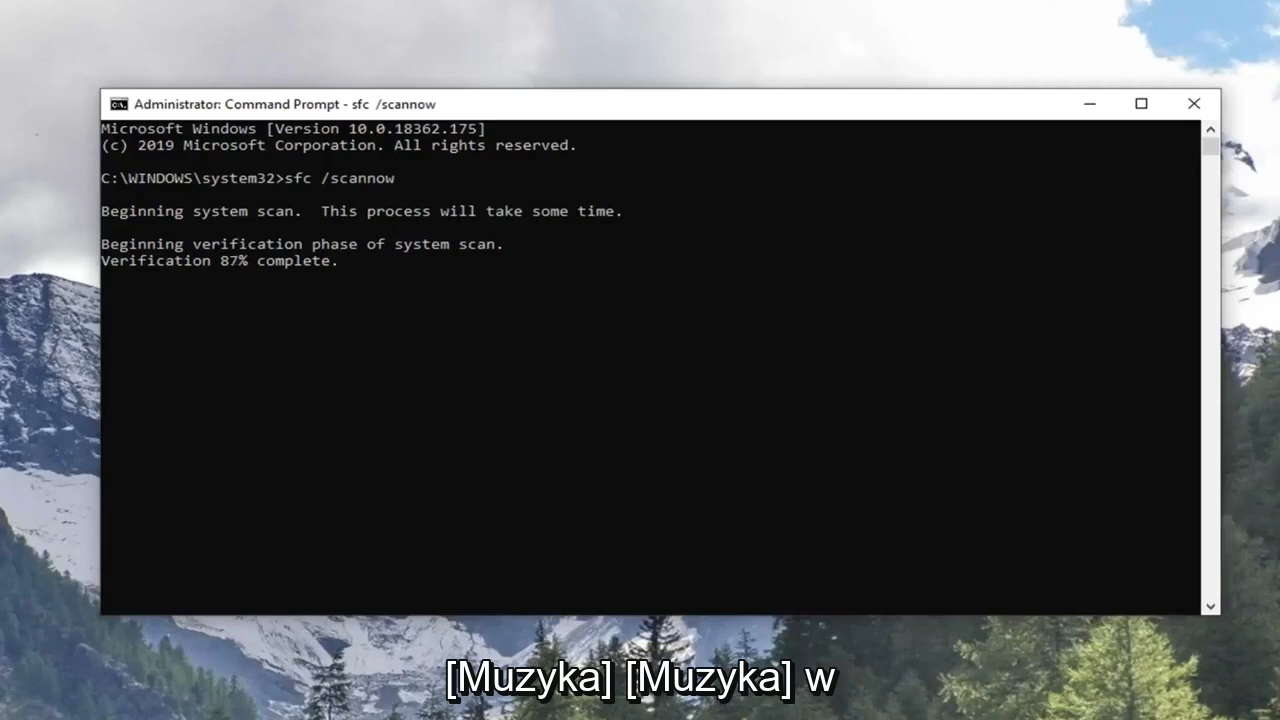 Administrator: Command Prompt - sfc  /scannow
Microsoft Windows [Version 10.0.18362.175]
(c) 2019 Microsoft Corporation. All rights reserved.
C:\WINDOWS\system32>sfc /scannow
Beginning system scan.  This process will take some time.
Beginning verification phase of system scan.
Verification 87% complete.
[Muzyka] [Muzyka] w